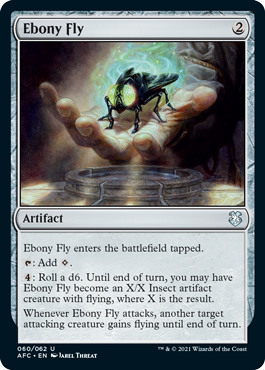 Ebony Fly 2
Artifact
Ebony Fly enters the battlefield tapped.
: Add .
4: Roll a d6. Until end of turn, you may
have Ebony Fly become an X/X Insect artifact
creature with flying, where X is the result.
Whenever Ebony Fly attacks, another target
attacking creature gains flying until end of turn.
060/062 U
AFC • EN JAREL THREAT
™ & © 2021 Wizards of the Coast